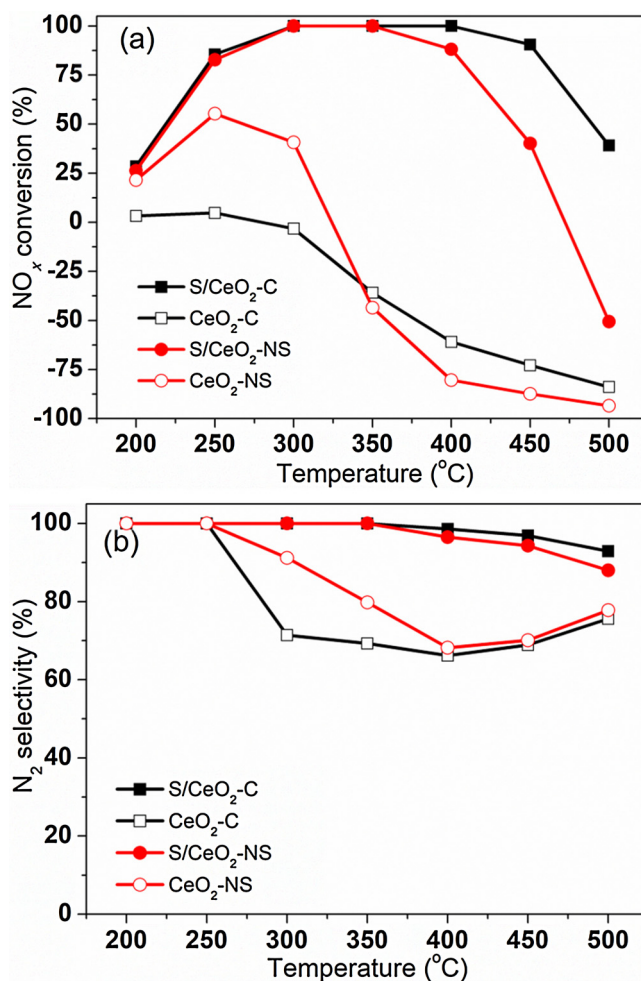 (a)
NOx conversion (%)
100
75
50
25
0
-25
-50
-75
-100
S/CeO2-C
CeO2-C
S/CeO2-NS
CeO2-NS
200 250 300 350 400 450 500
Temperature (oC)
(b)
N2 selectivity (%)
100
80
60
40
20
0
S/CeO2-C
CeO2-C
S/CeO2-NS
CeO2-NS
200 250 300 350 400 450 500
Temperature (oC)